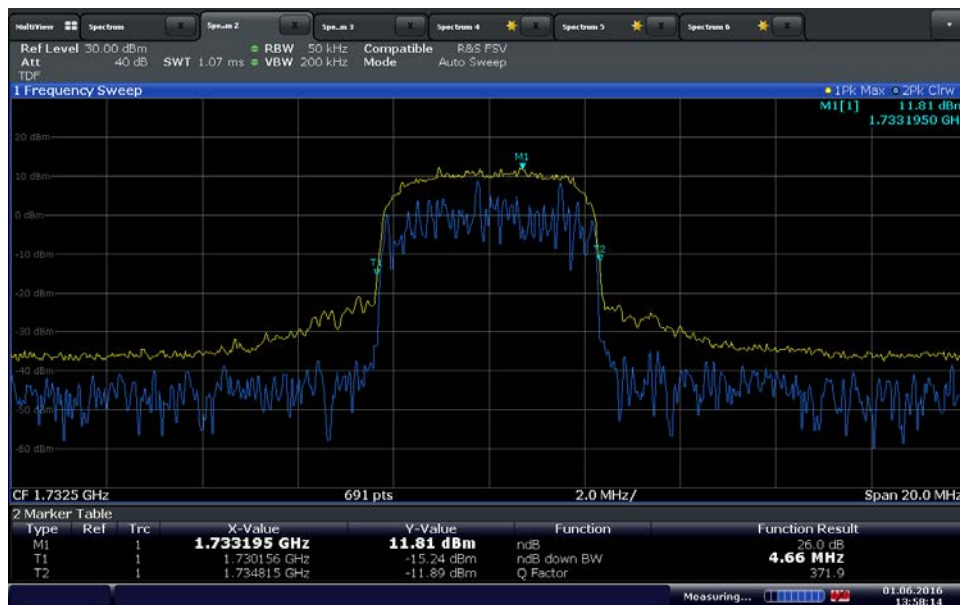 MultiView Spectrum X Spe...m 2 X Spe...m 3 X Spectrum 4 X Spectrum 5 X Spectrum 6 X
Ref Level 30.00 dBm RBW 50 kHz Compatible R&S FSV
Att 40 dB SWT 1.07 ms VBW 200 kHz Mode Auto Sweep
TDF
1 Frequency Sweep 1Pk Max 2Pk Clrw
M1[1] 11.81 dBm
1.7331950 GHz
20 dBm
M1
10 dBm
0 dBm
T2
-10 dBm
T1
-20 dBm
-30 dBm
-40 dBm
-50 dBm
-60 dBm
CF 1.7325 GHz 691 pts 2.0 MHz/ Span 20.0 MHz
2 Marker Table
Type Ref Trc X-Value Y-Value Function Function Result
M1 1 1.733195 GHz 11.81 dBm ndB 26.0 dB
T1 1 1.730156 GHz -15.24 dBm ndB down BW 4.66 MHz
T2 1 1.734815 GHz -11.89 dBm Q Factor 371.9
Measuring... 01.06.2016
13:58:14